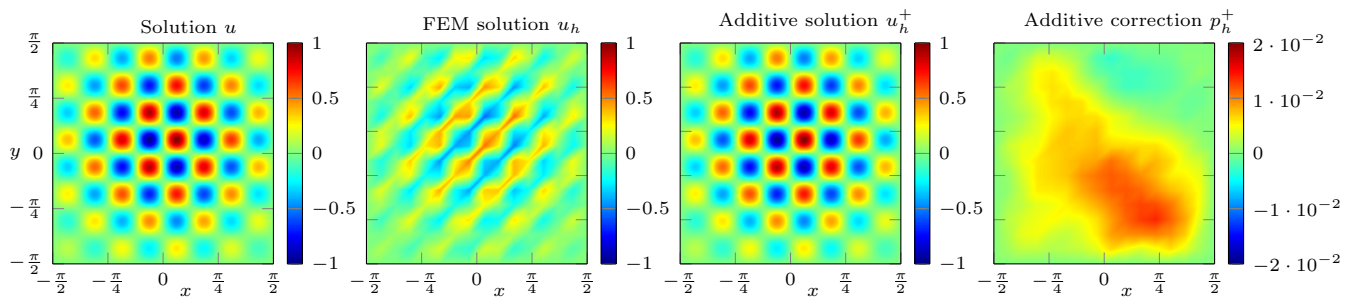 Solution u
FEM solution u_h
Additive solution u_h^+
Additive correction p_h^+
π/2
π/4
0
−π/4
−π/2
y
−π/2
−π/4
0
π/4
π/2
x
1
0.5
0
−0.5
−1
−π/2
−π/4
0
π/4
π/2
x
1
0.5
0
−0.5
−1
−π/2
−π/4
0
π/4
π/2
x
1
0.5
0
−0.5
−1
−π/2
−π/4
0
π/4
π/2
x
2 · 10^−2
1 · 10^−2
0
−1 · 10^−2
−2 · 10^−2